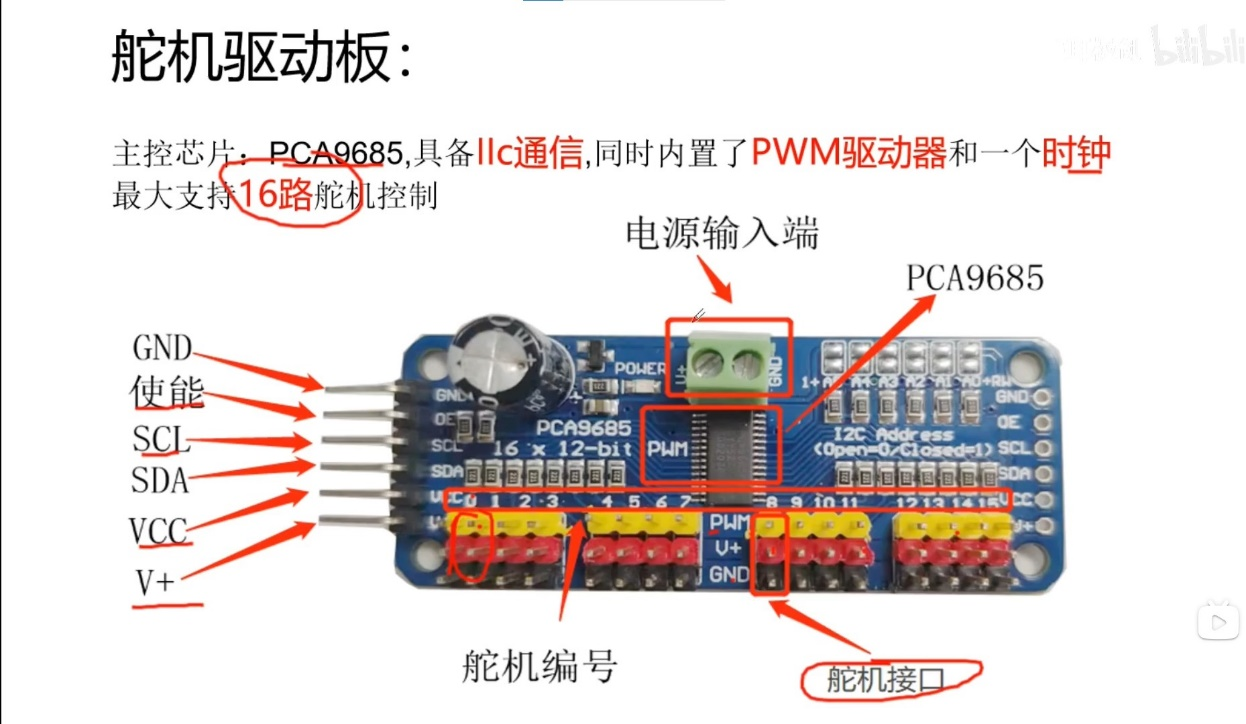 舵机驱动板：
bilibili
主控芯片：PCA9685,具备IIc通信,同时内置了PWM驱动器和一个时钟
最大支持16路舵机控制
电源输入端
PCA9685
GND
使能
SCL
SDA
VCC
V+
POWER
V+
GND
1+ A5 A4 A3 A2 A1 A0 +RW
GND
OE
SCL
SDA
VCC
V+
GND
OE
SCL
SDA
VCC
PCA9685
16 x 12-bit
PWM
I2C Address
(Open=0/Closed=1)
0 1 2 3 4 5 6 7 8 9 10 11 12 13 14 15
PWM
V+
GND
舵机编号
舵机接口